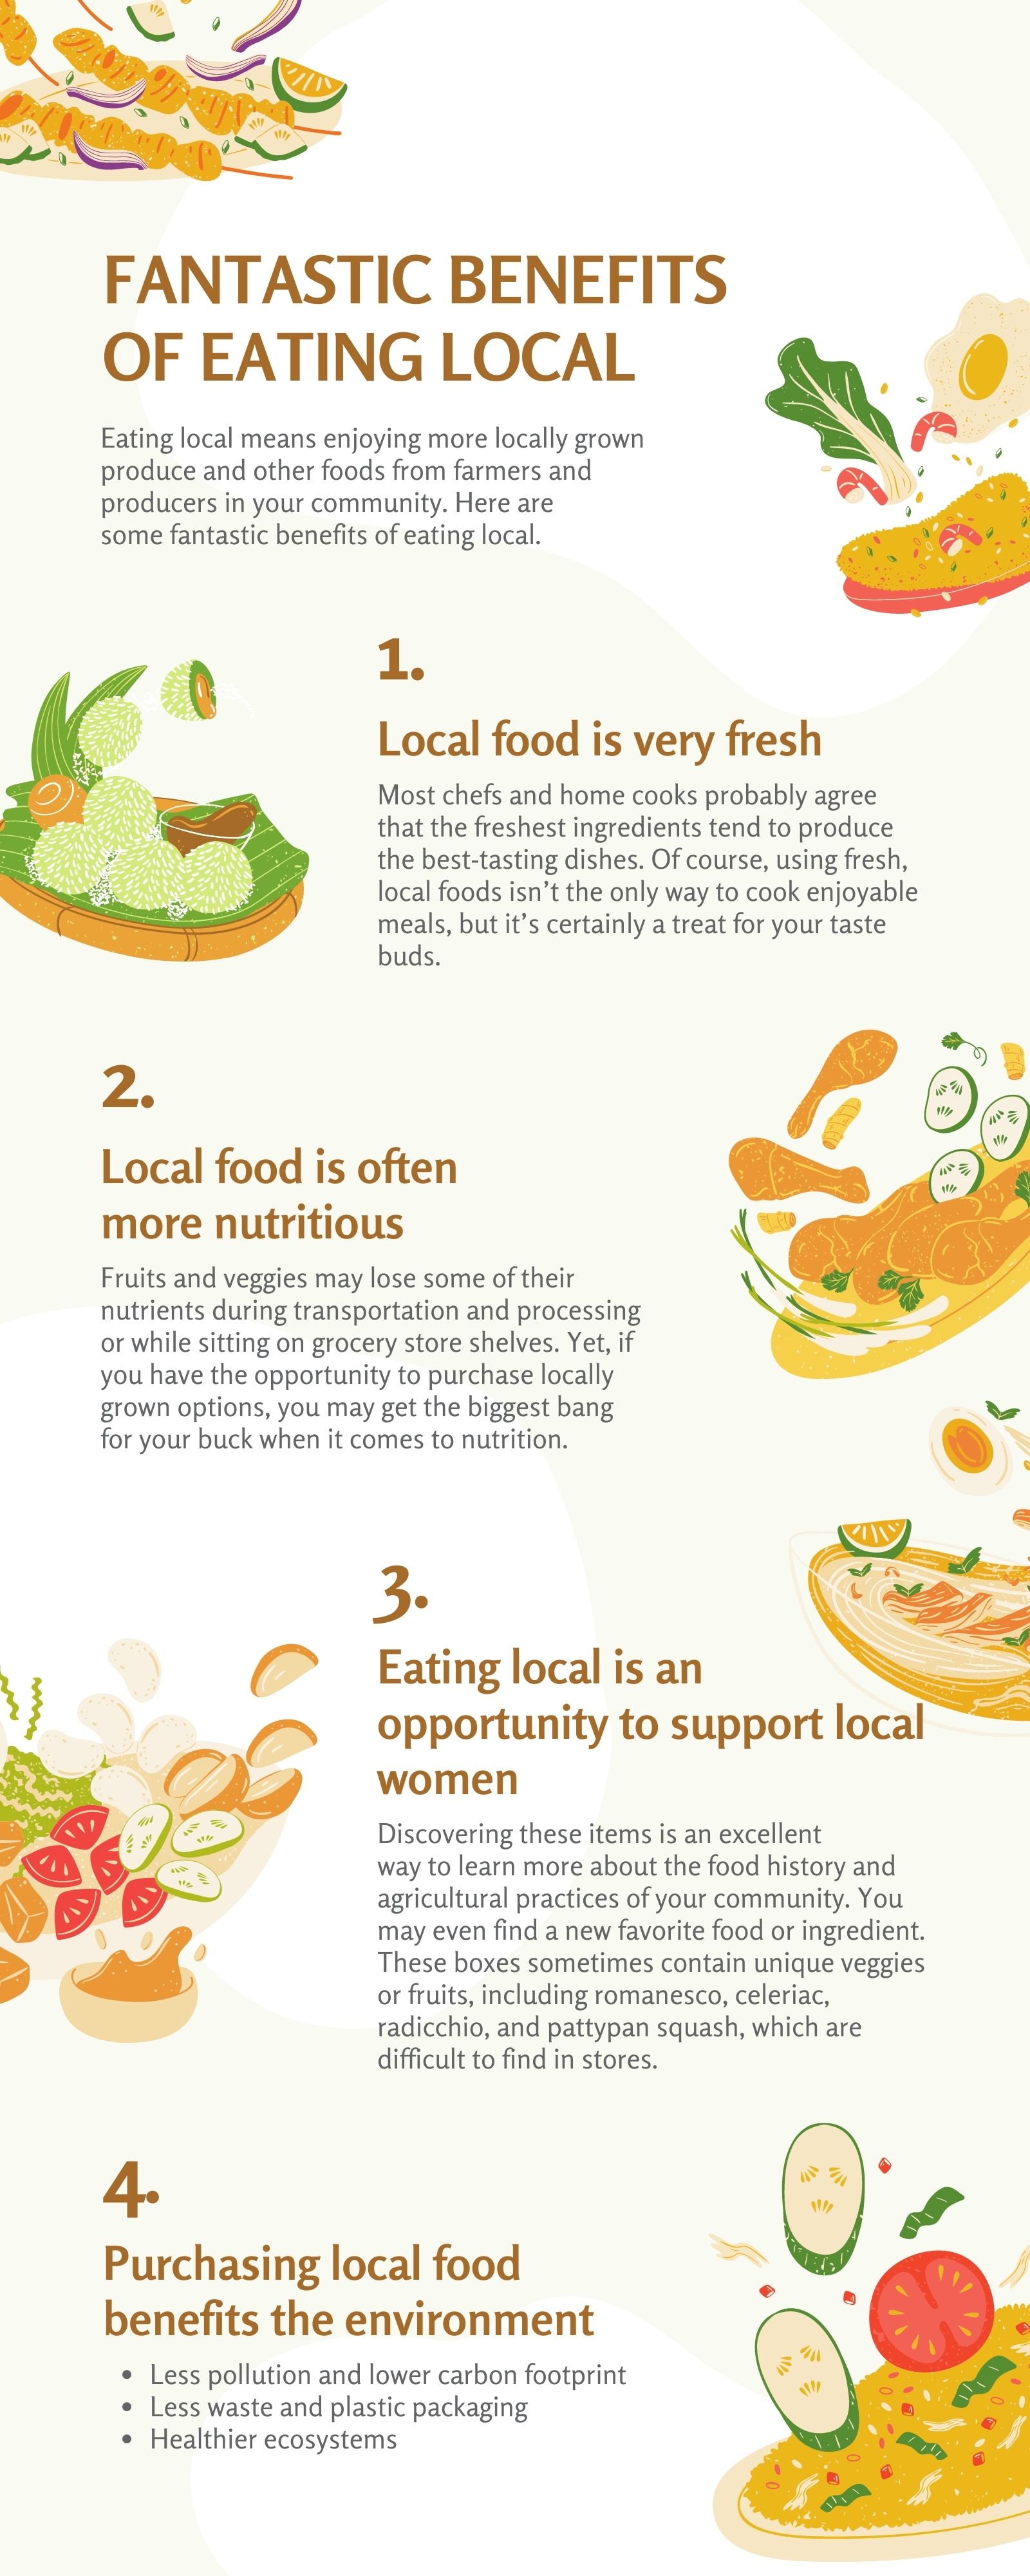 FANTASTIC BENEFITS
OF EATING LOCAL
Eating local means enjoying more locally grown
produce and other foods from farmers and
producers in your community. Here are
some fantastic benefits of eating local.
1.
Local food is very fresh
Most chefs and home cooks probably agree
that the freshest ingredients tend to produce
the best-tasting dishes. Of course, using fresh,
local foods isn’t the only way to cook enjoyable
meals, but it’s certainly a treat for your taste
buds.
2.
Local food is often
more nutritious
Fruits and veggies may lose some of their
nutrients during transportation and processing
or while sitting on grocery store shelves. Yet, if
you have the opportunity to purchase locally
grown options, you may get the biggest bang
for your buck when it comes to nutrition.
3.
Eating local is an
opportunity to support local
women
Discovering these items is an excellent
way to learn more about the food history and
agricultural practices of your community. You
may even find a new favorite food or ingredient.
These boxes sometimes contain unique veggies
or fruits, including romanesco, celeriac,
radicchio, and pattypan squash, which are
difficult to find in stores.
4.
Purchasing local food
benefits the environment
• Less pollution and lower carbon footprint
• Less waste and plastic packaging
• Healthier ecosystems